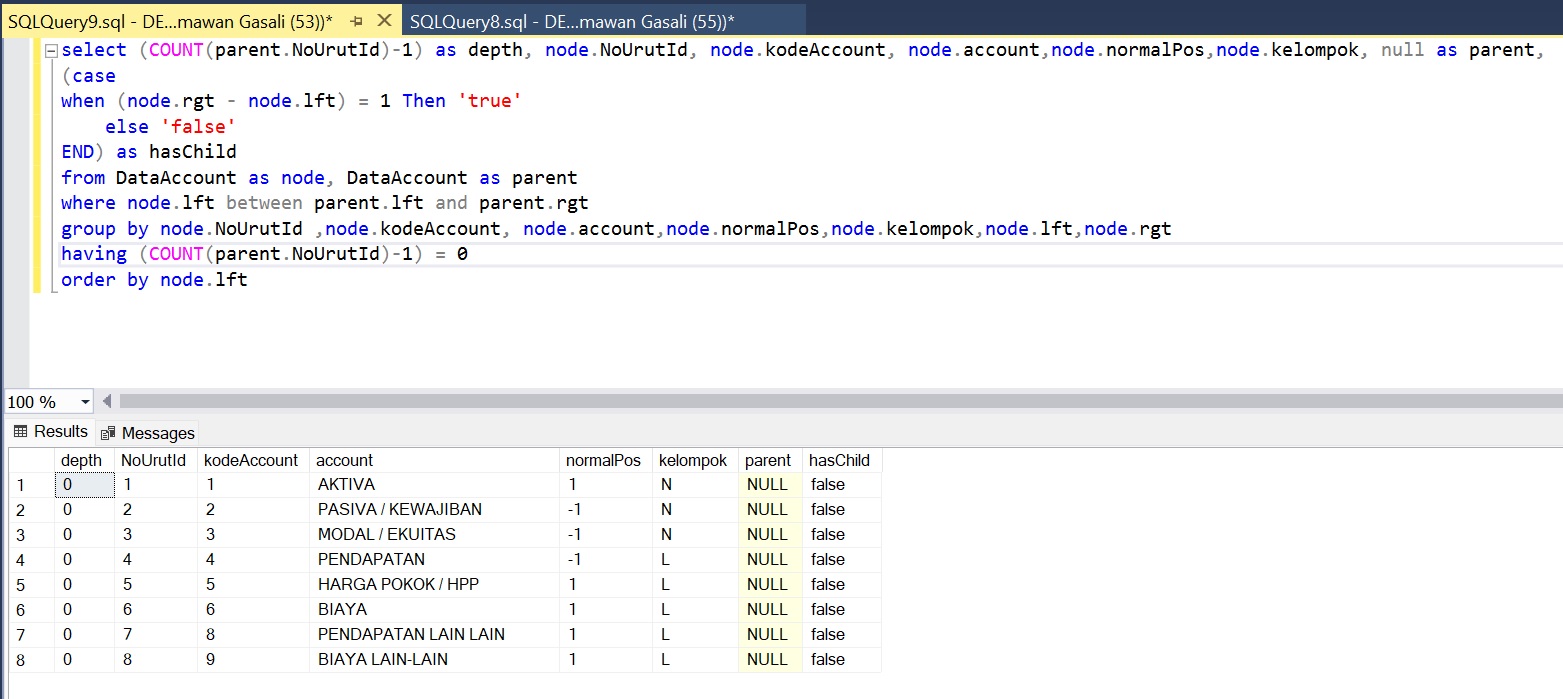 SQLQuery9.sql - DE...mawan Gasali (53))* SQLQuery8.sql - DE...mawan Gasali (55))*
select (COUNT(parent.NoUrutId)-1) as depth, node.NoUrutId, node.kodeAccount, node.account,node.normalPos,node.kelompok, null as parent,
(case
when (node.rgt - node.lft) = 1 Then 'true'
    else 'false'
END) as hasChild
from DataAccount as node, DataAccount as parent
where node.lft between parent.lft and parent.rgt
group by node.NoUrutId ,node.kodeAccount, node.account,node.normalPos,node.kelompok,node.lft,node.rgt
having (COUNT(parent.NoUrutId)-1) = 0
order by node.lft
100 %
Results Messages
depth NoUrutId kodeAccount account normalPos kelompok parent hasChild
1 0 1 1 AKTIVA 1 N NULL false
2 0 2 2 PASIVA / KEWAJIBAN -1 N NULL false
3 0 3 3 MODAL / EKUITAS -1 N NULL false
4 0 4 4 PENDAPATAN -1 L NULL false
5 0 5 5 HARGA POKOK / HPP 1 L NULL false
6 0 6 6 BIAYA 1 L NULL false
7 0 7 8 PENDAPATAN LAIN LAIN 1 L NULL false
8 0 8 9 BIAYA LAIN-LAIN 1 L NULL false